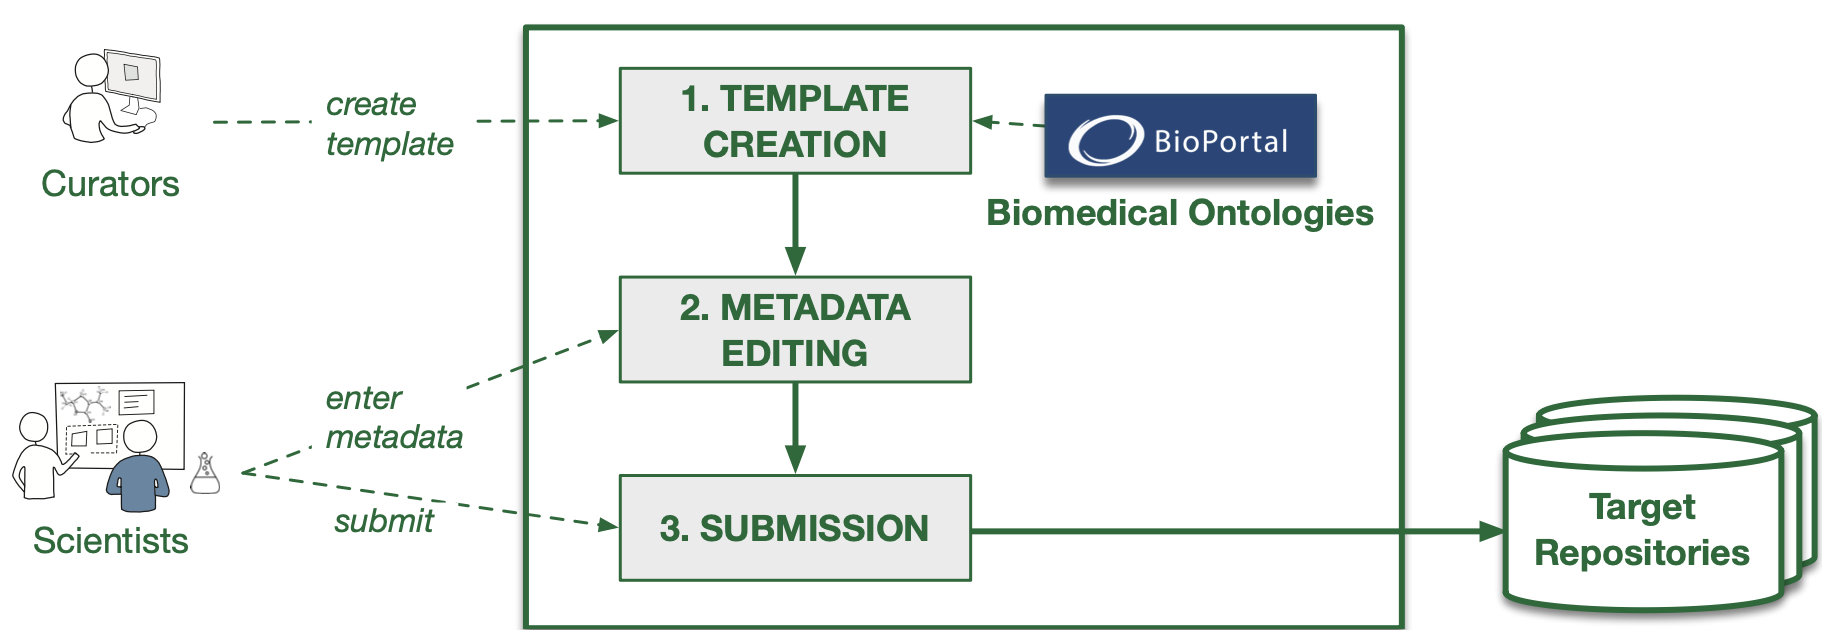 create
template
Curators
1. TEMPLATE
CREATION
BioPortal
Biomedical Ontologies
2. METADATA
EDITING
enter
metadata
submit
Scientists
3. SUBMISSION
Target
Repositories